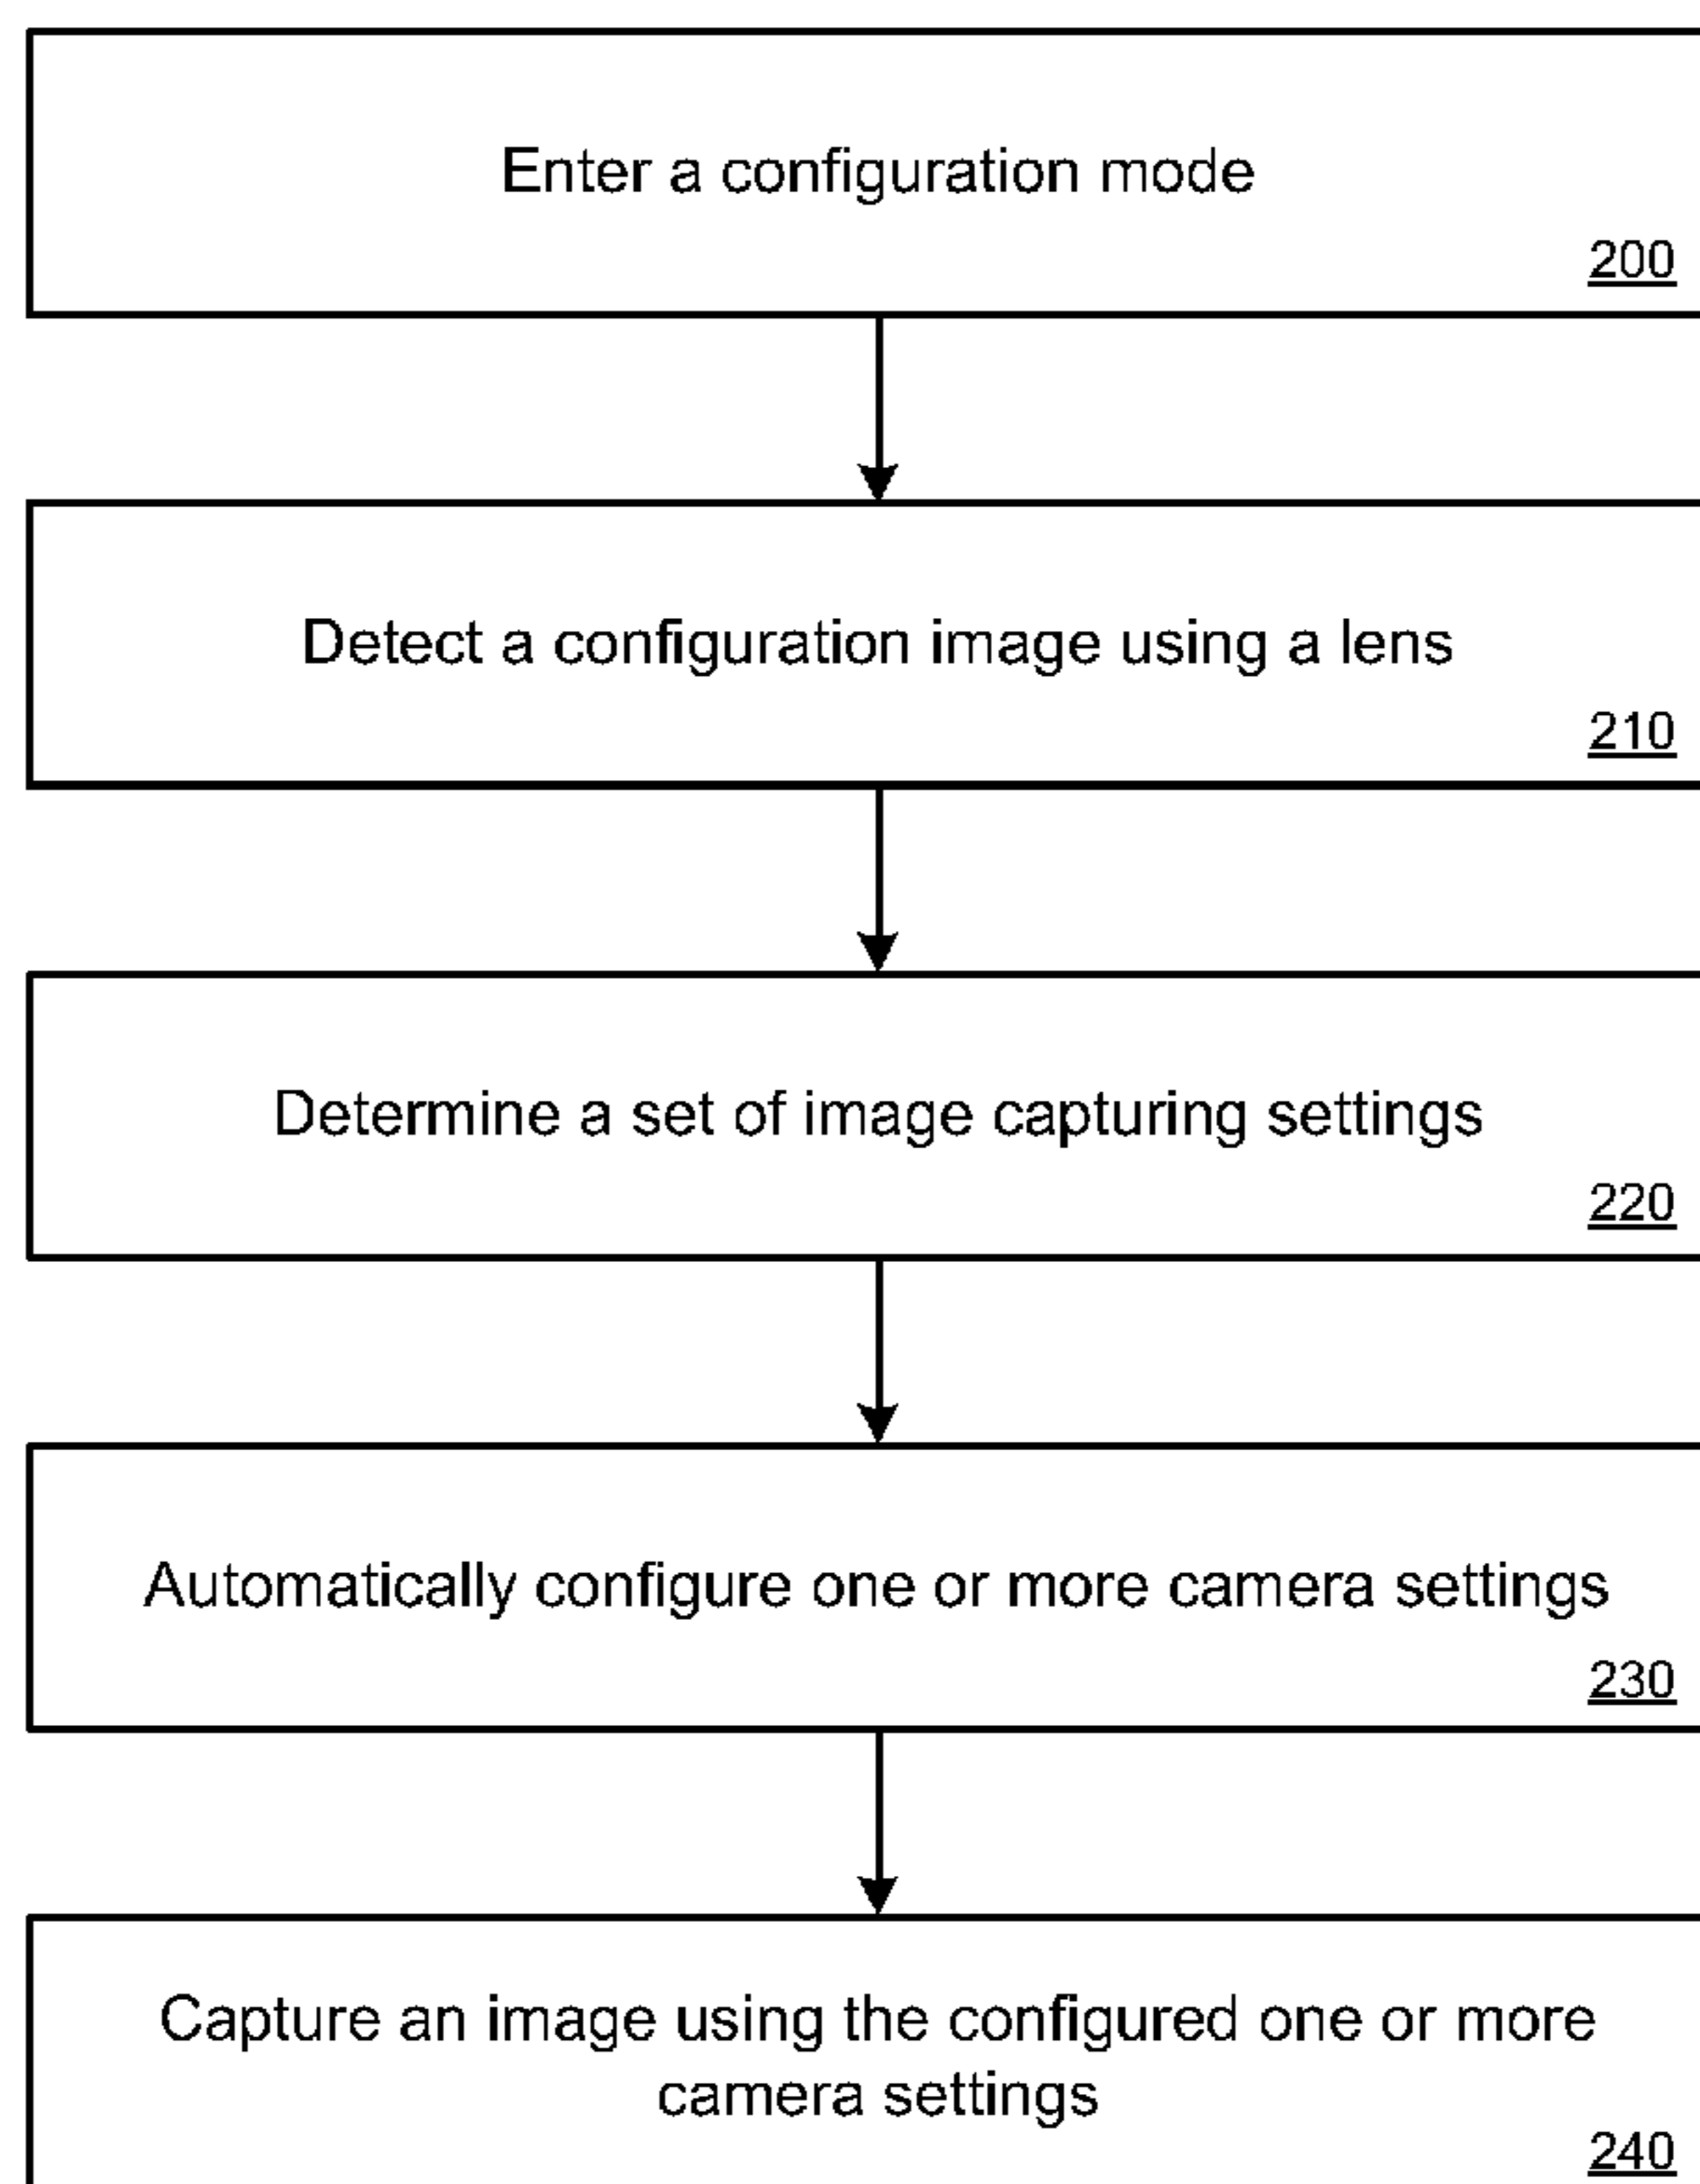 Enter a configuration mode
200
Detect a configuration image using a lens
210
Determine a set of image capturing settings
220
Automatically configure one or more camera settings
230
Capture an image using the configured one or more
camera settings
240